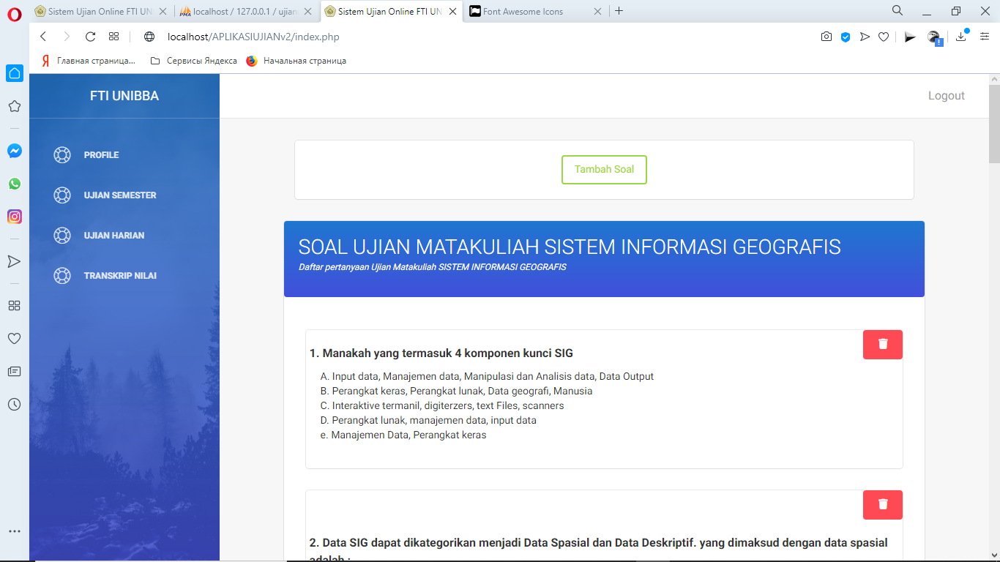 Sistem Ujian Online FTI UN
localhost / 127.0.0.1 / ujian
Sistem Ujian Online FTI UN
Font Awesome Icons
localhost/APLIKASIUJIANv2/index.php
Главная страница...
Сервисы Яндекса
Начальная страница
FTI UNIBBA
Logout
PROFILE
UJIAN SEMESTER
UJIAN HARIAN
TRANSKRIP NILAI
Tambah Soal
SOAL UJIAN MATAKULIAH SISTEM INFORMASI GEOGRAFIS
Daftar pertanyaan Ujian Matakuliah SISTEM INFORMASI GEOGRAFIS
1. Manakah yang termasuk 4 komponen kunci SIG
A. Input data, Manajemen data, Manipulasi dan Analisis data, Data Output
B. Perangkat keras, Perangkat lunak, Data geografi, Manusia
C. Interaktive termanil, digiterzers, text Files, scanners
D. Perangkat lunak, manajemen data, input data
e. Manajemen Data, Perangkat keras
2. Data SIG dapat dikategorikan menjadi Data Spasial dan Data Deskriptif. yang dimaksud dengan data spasial
adalah :